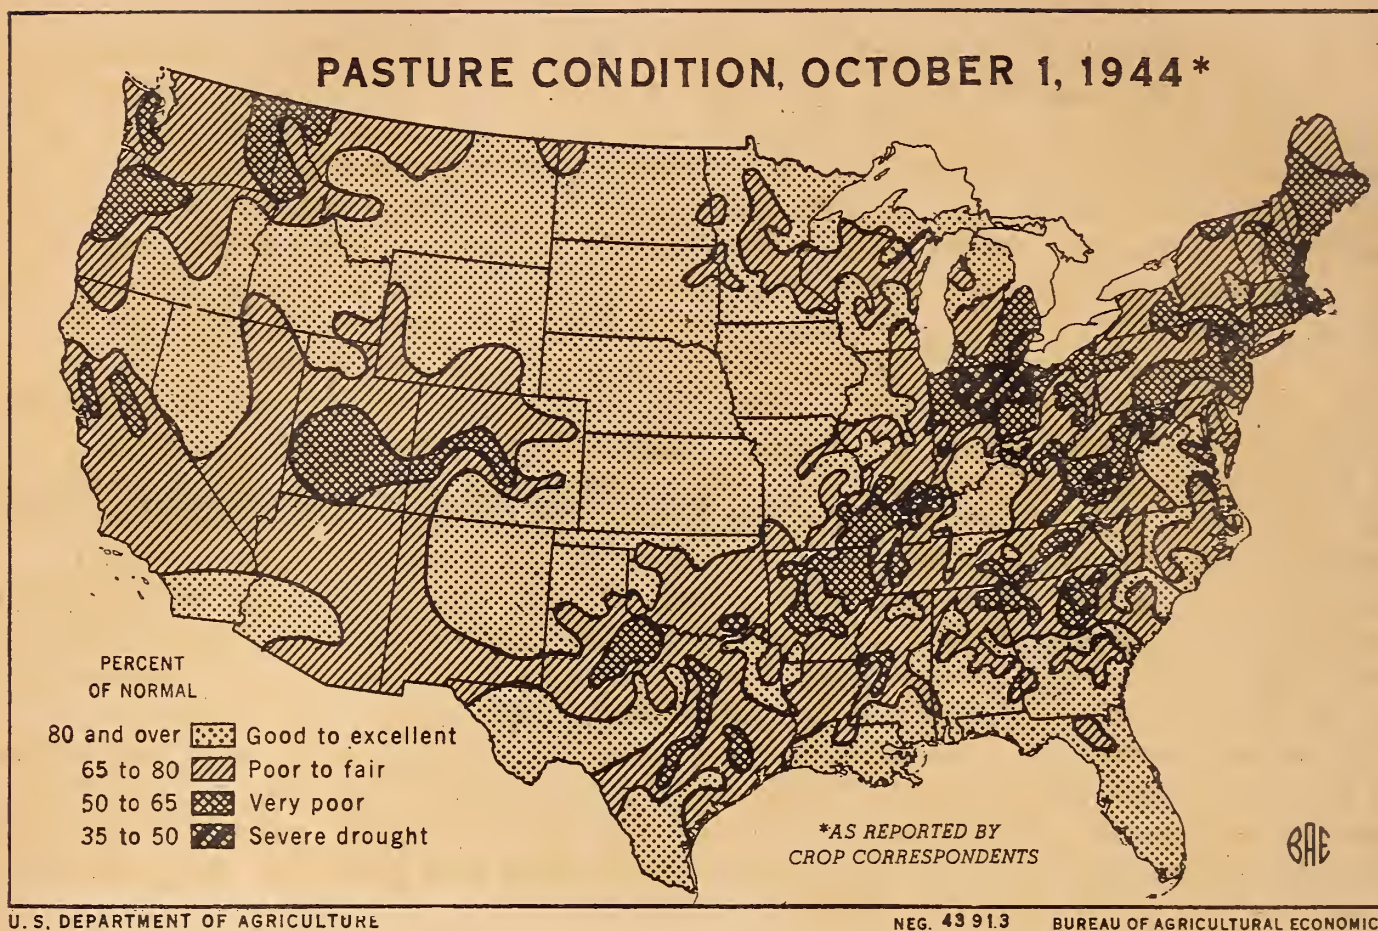 PASTURE CONDITION, OCTOBER 1, 1944*
PERCENT
OF NORMAL
80 and over Good to excellent
65 to 80 Poor to fair
50 to 65 Very poor
35 to 50 Severe drought
*AS REPORTED BY
CROP CORRESPONDENTS
BAE
U. S. DEPARTMENT OF AGRICULTURE NEG. 43913 BUREAU OF AGRICULTURAL ECONOMIC